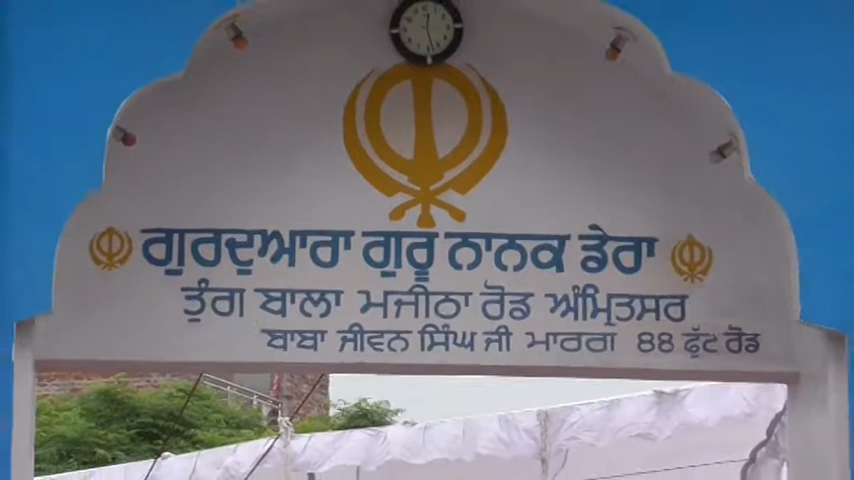 ਗੁਰਦੁਆਰਾ ਗੁਰੂ ਨਾਨਕ ਡੇਰਾ
ਤੁੰਗ ਬਾਲਾ ਮਜੀਠਾ ਰੋਡ ਅੰਮ੍ਰਿਤਸਰ
ਬਾਬਾ ਜੀਵਨ ਸਿੰਘ ਜੀ ਮਾਰਗ 88 ਫੁੱਟ ਰੋਡ